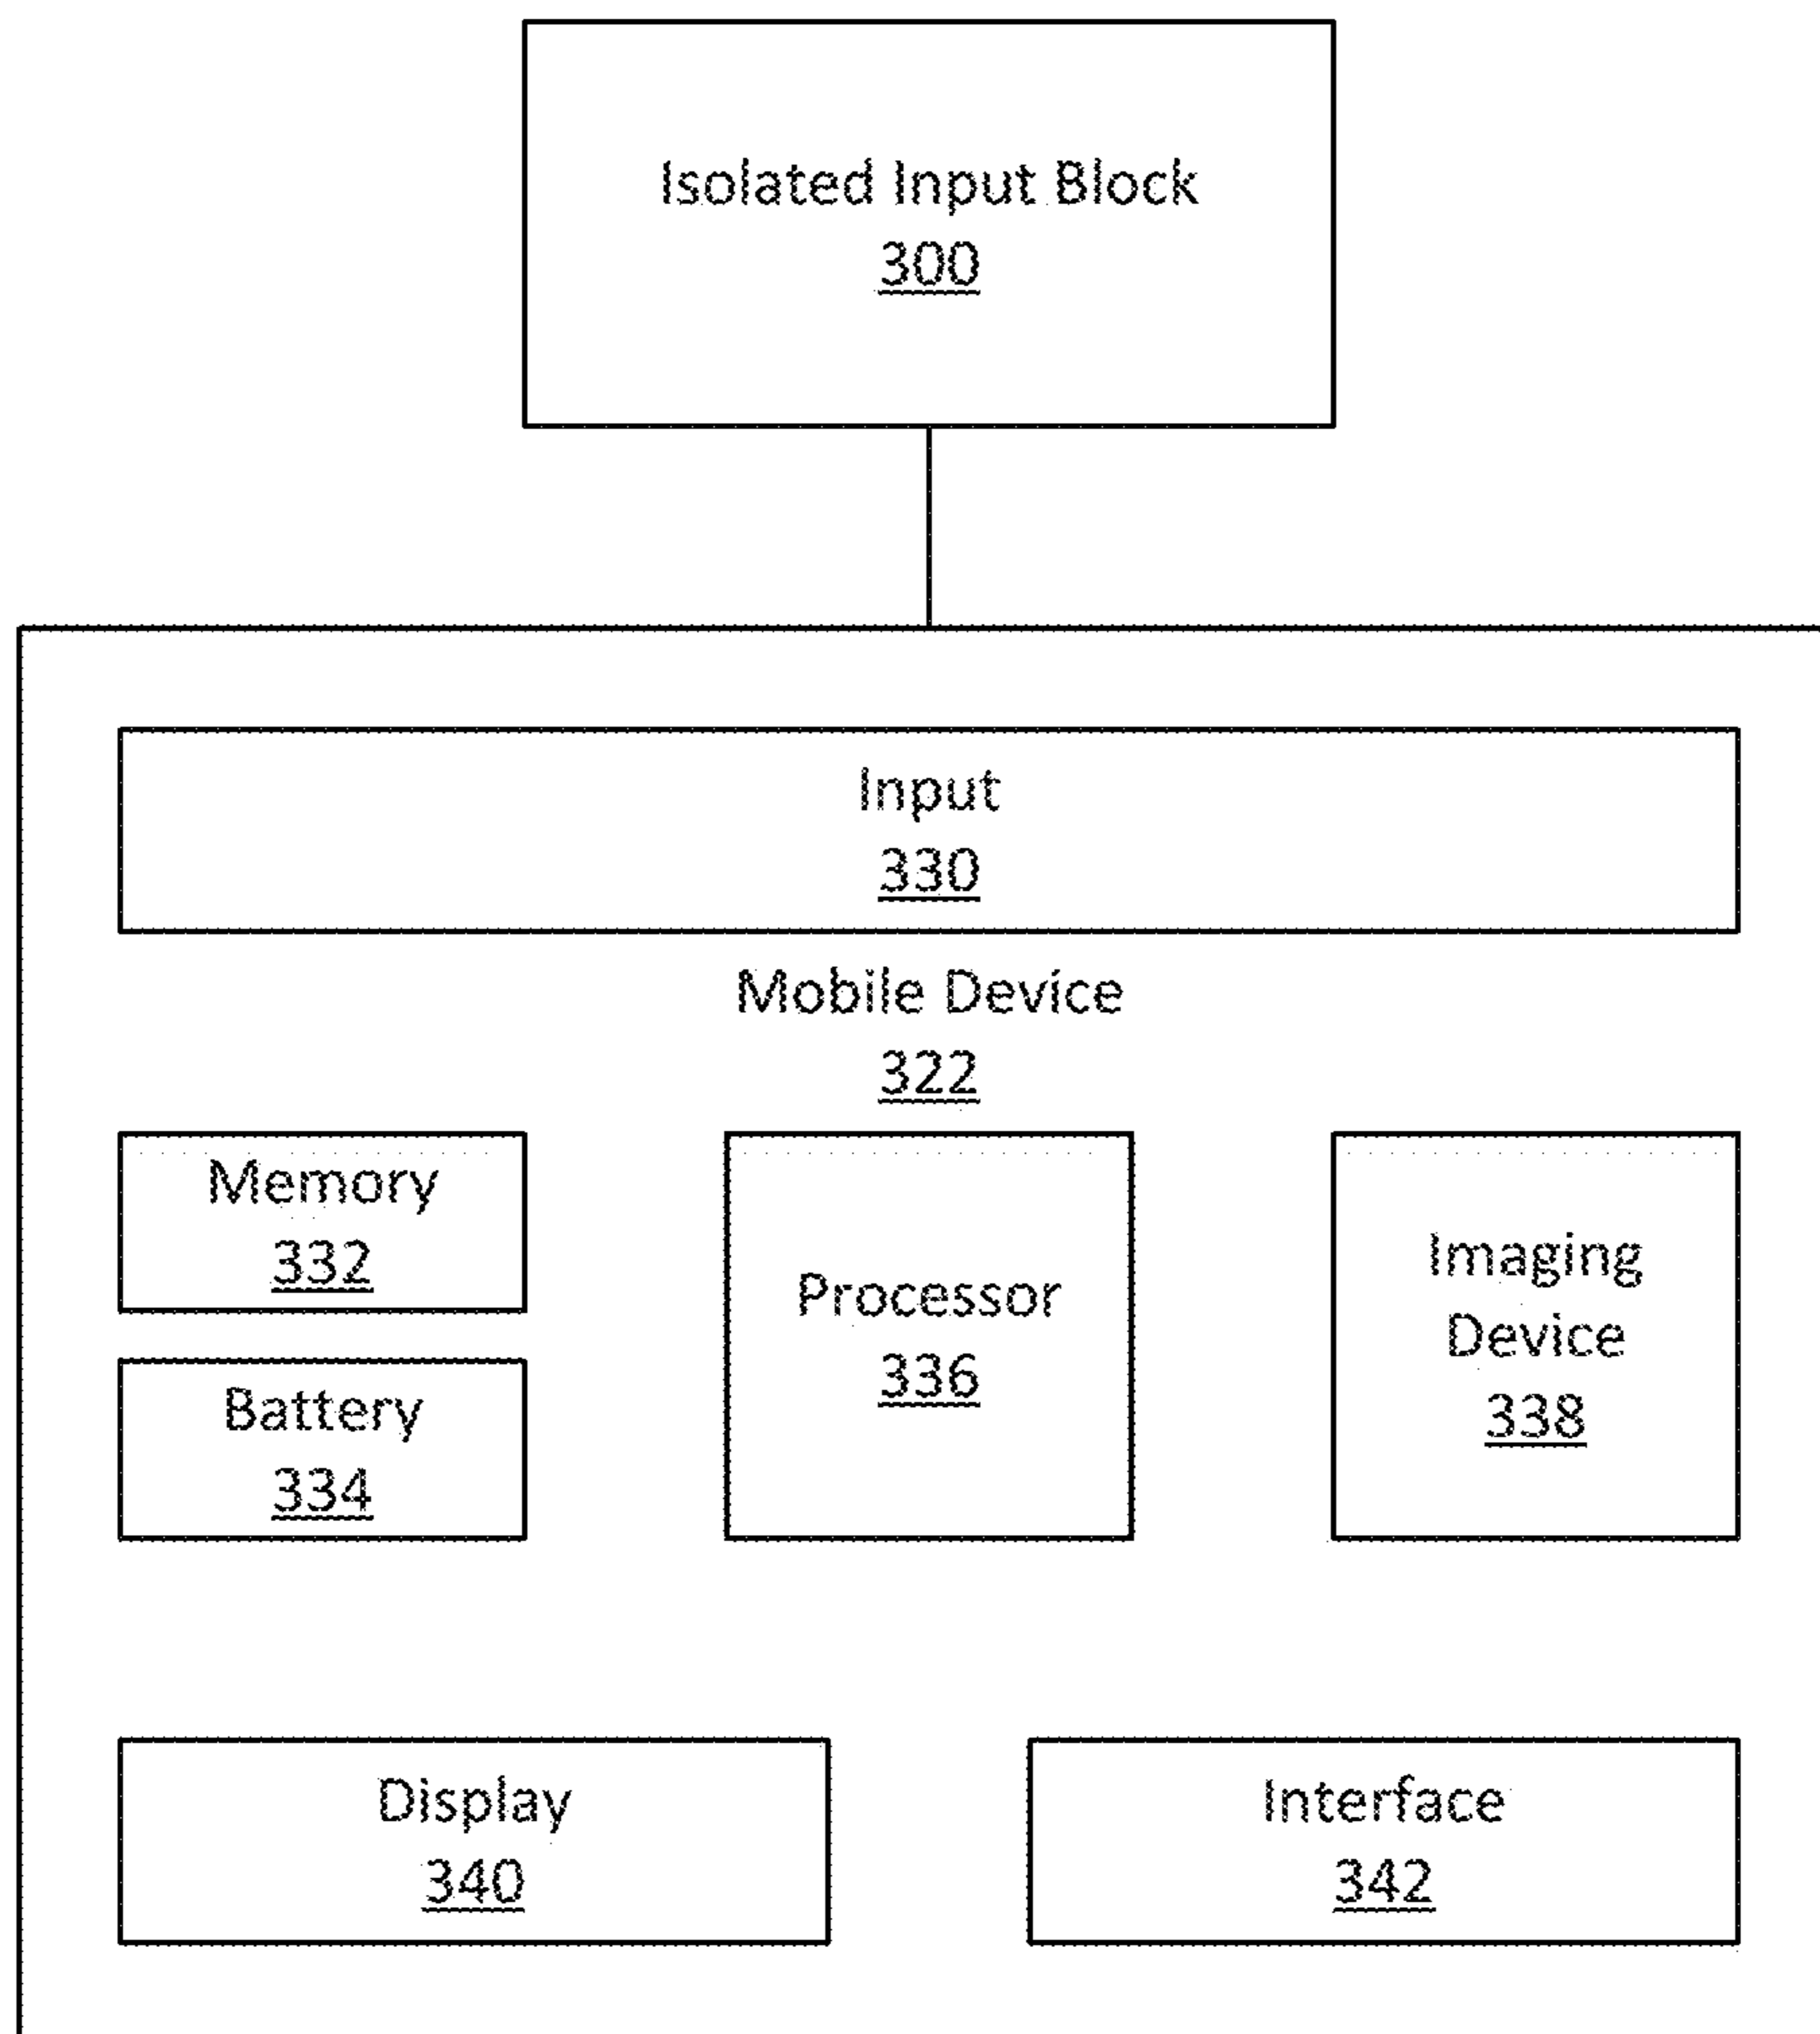 Isolated Input Block
300
Input
330
Mobile Device
322
Memory
332
Battery
334
Processor
336
Imaging
Device
338
Display
340
Interface
342